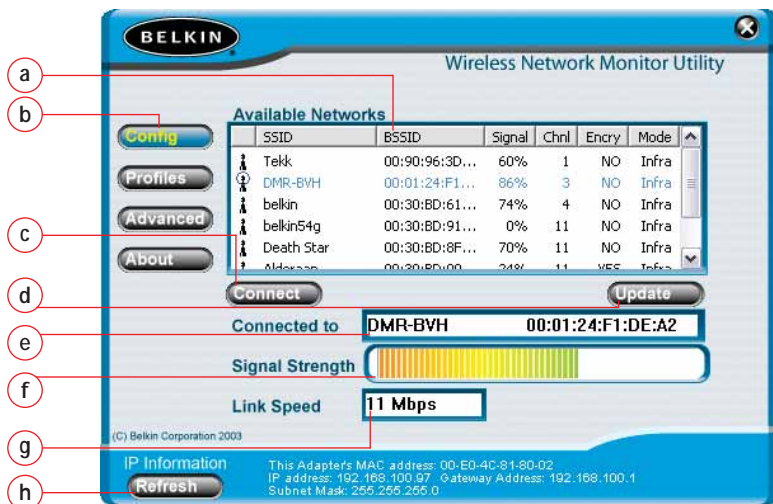 BELKIN
Wireless Network Monitor Utility
a
b
c
d
e
f
g
h
Config
Profiles
Advanced
About
Available Networks
SSID BSSID Signal Chnl Encry Mode
Tekk 00:90:96:3D... 60% 1 NO Infra
DMR-BVH 00:01:24:F1... 86% 3 NO Infra
belkin 00:30:BD:61... 74% 4 NO Infra
belkin54g 00:30:BD:91... 0% 11 NO Infra
Death Star 00:30:BD:8F... 70% 11 NO Infra
Connect Update
Connected to DMR-BVH 00:01:24:F1:DE:A2
Signal Strength
Link Speed 11 Mbps
(C) Belkin Corporation 2003
IP Information
Refresh
This Adapter's MAC address: 00-E0-4C-81-80-02
IP address: 192.168.100.97 Gateway Address: 192.168.100.1
Subnet Mask: 255.255.255.0